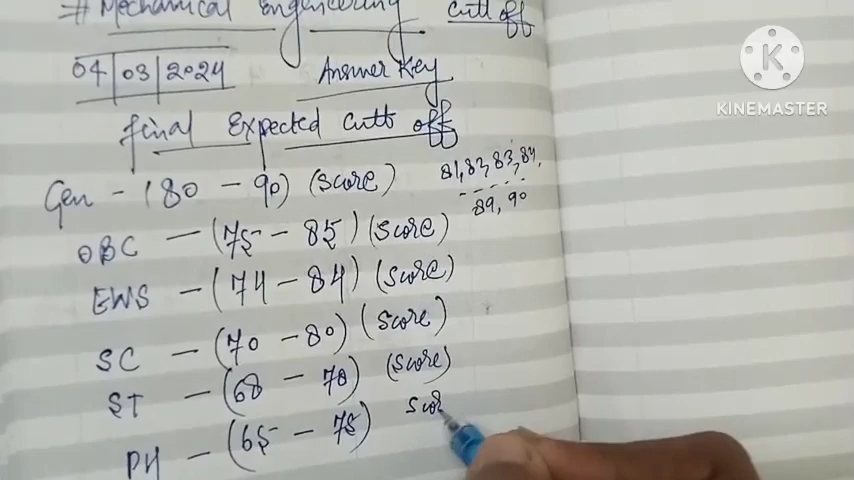 # Mechanical Engineering Cutt off
04 | 03 | 2024 Answer Key
final Expected Cutt off
Gen - (80 - 90) (Score) 81, 82, 83, 84,
- - - - -
89, 90
OBC - (75 - 85) (Score)
EWS - (74 - 84) (Score)
SC - (70 - 80) (Score)
ST - (68 - 78) (Score)
PH - (65 - 75) Scor
K
KINEMASTER